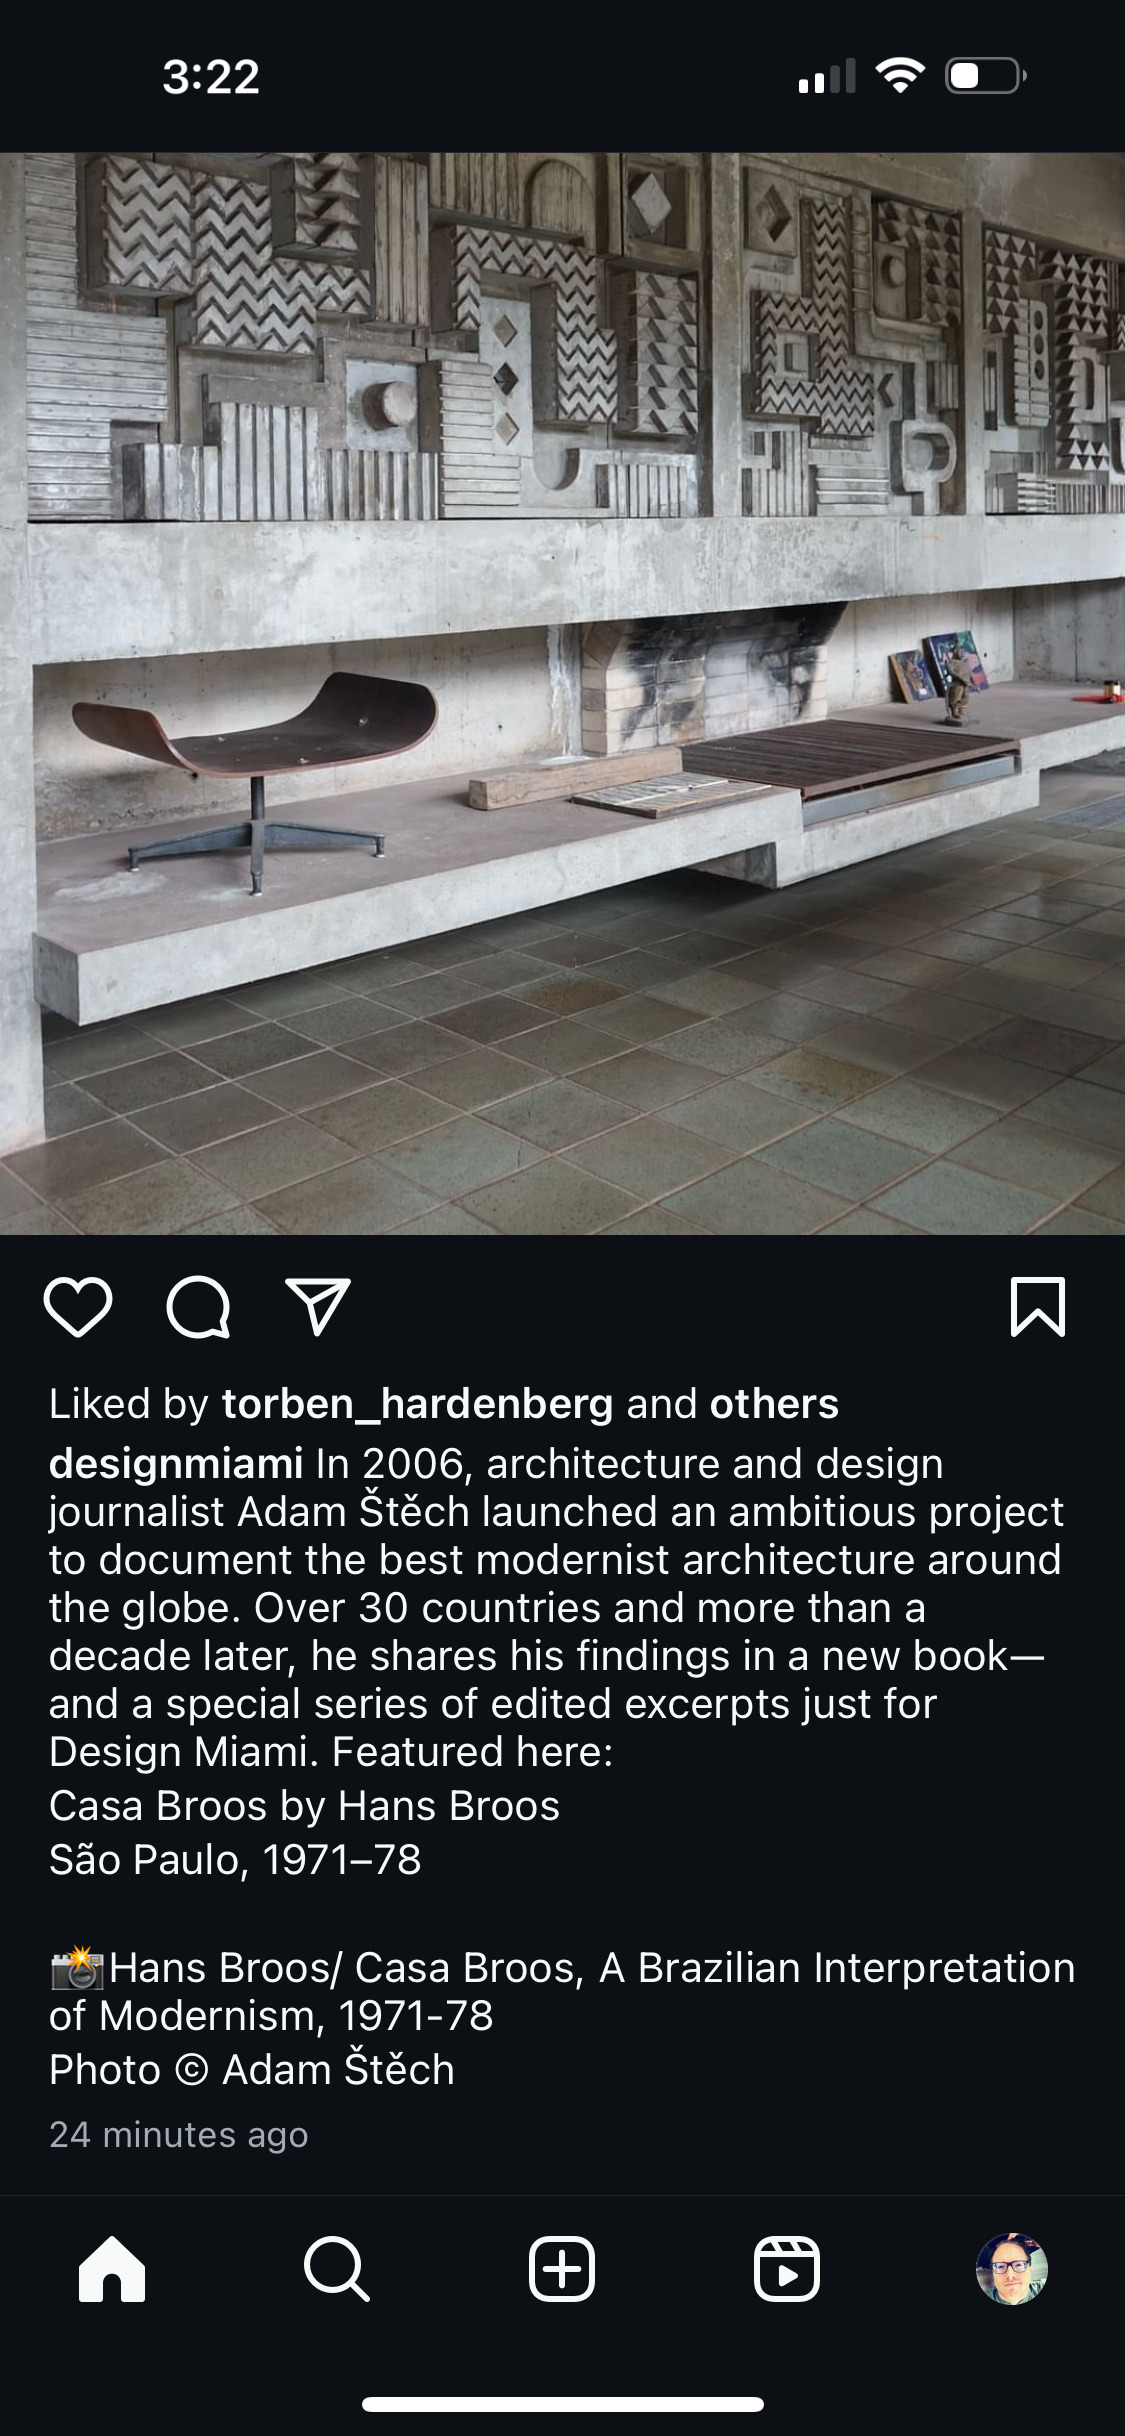 3:22
Liked by torben_hardenberg and others
designmiami In 2006, architecture and design
journalist Adam Štěch launched an ambitious project
to document the best modernist architecture around
the globe. Over 30 countries and more than a
decade later, he shares his findings in a new book—
and a special series of edited excerpts just for
Design Miami. Featured here:
Casa Broos by Hans Broos
São Paulo, 1971–78
📸Hans Broos/ Casa Broos, A Brazilian Interpretation
of Modernism, 1971-78
Photo © Adam Štěch
24 minutes ago